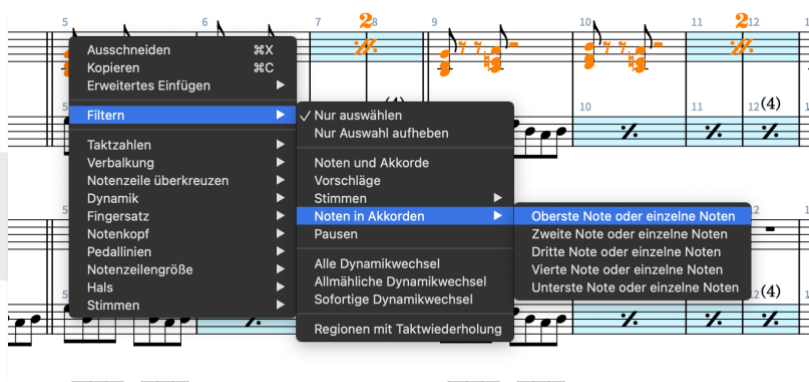 5 6 7 2 8 9 10 11 2 12
Ausschneiden ⌘X
Kopieren ⌘C
Erweitertes Einfügen
Filtern
Taktzahlen
Verbalkung
Notenzeile überkreuzen
Dynamik
Fingersatz
Notenkopf
Pedallinien
Notenzeilengröße
Hals
Stimmen
✓ Nur auswählen
Nur Auswahl aufheben
Noten und Akkorde
Vorschläge
Stimmen
Noten in Akkorden
Pausen
Alle Dynamikwechsel
Allmähliche Dynamikwechsel
Sofortige Dynamikwechsel
Regionen mit Taktwiederholung
Oberste Note oder einzelne Noten
Zweite Note oder einzelne Noten
Dritte Note oder einzelne Noten
Vierte Note oder einzelne Noten
Unterste Note oder einzelne Noten
10 11 12 (4)
12
12 (4)